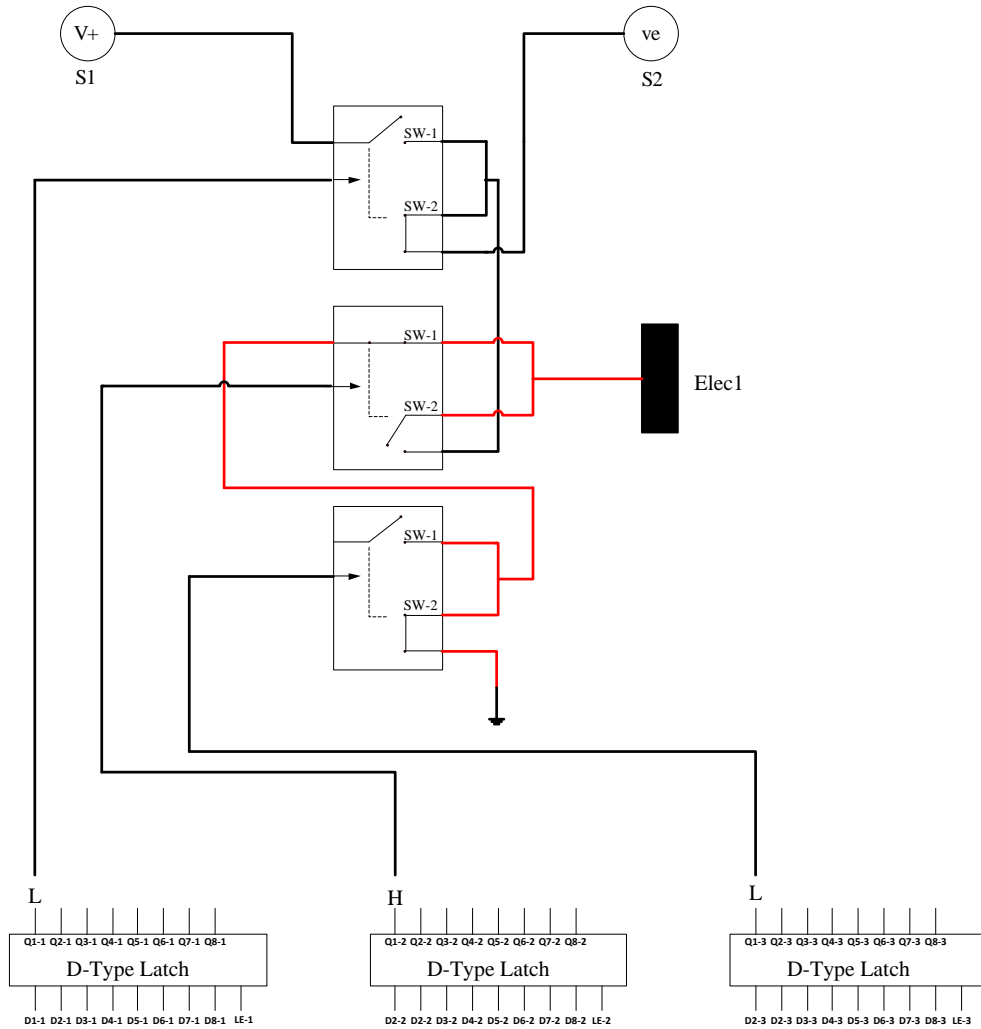 V+
ve
S1
S2
SW-1
SW-2
SW-1
Elec1
SW-2
SW-1
SW-2
L
H
L
Q1-1 Q2-1 Q3-1 Q4-1 Q5-1 Q6-1 Q7-1 Q8-1
Q1-2 Q2-2 Q3-2 Q4-2 Q5-2 Q6-2 Q7-2 Q8-2
Q1-3 Q2-3 Q3-3 Q4-3 Q5-3 Q6-3 Q7-3 Q8-3
D-Type Latch
D-Type Latch
D-Type Latch
D1-1 D2-1 D3-1 D4-1 D5-1 D6-1 D7-1 D8-1 LE-1
D2-2 D2-2 D3-2 D4-2 D5-2 D6-2 D7-2 D8-2 LE-2
D2-3 D2-3 D3-3 D4-3 D5-3 D6-3 D7-3 D8-3 LE-3